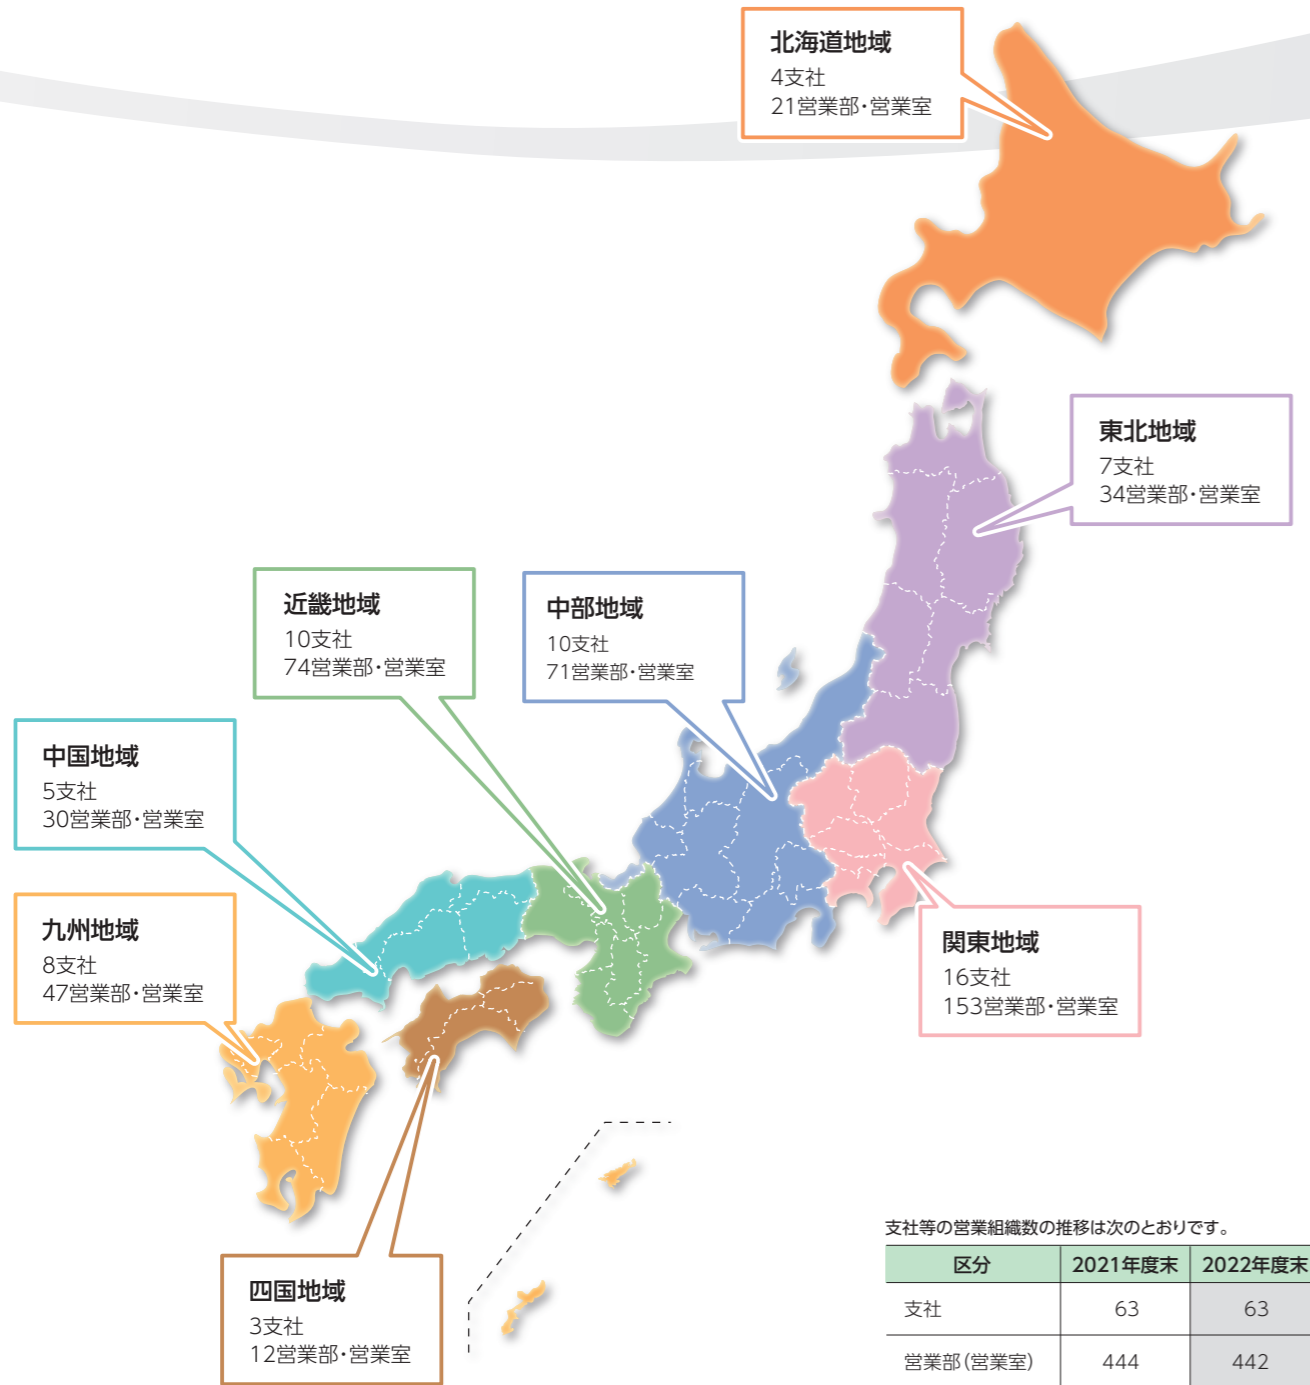 北海道地域
4支社
21営業部・営業室
東北地域
7支社
34営業部・営業室
近畿地域
10支社
74営業部・営業室
中部地域
10支社
71営業部・営業室
中国地域
5支社
30営業部・営業室
九州地域
8支社
47営業部・営業室
関東地域
16支社
153営業部・営業室
四国地域
3支社
12営業部・営業室
支社等の営業組織数の推移は次のとおりです。
区分 2021年度末 2022年度末
支社 63 63
営業部(営業室) 444 442